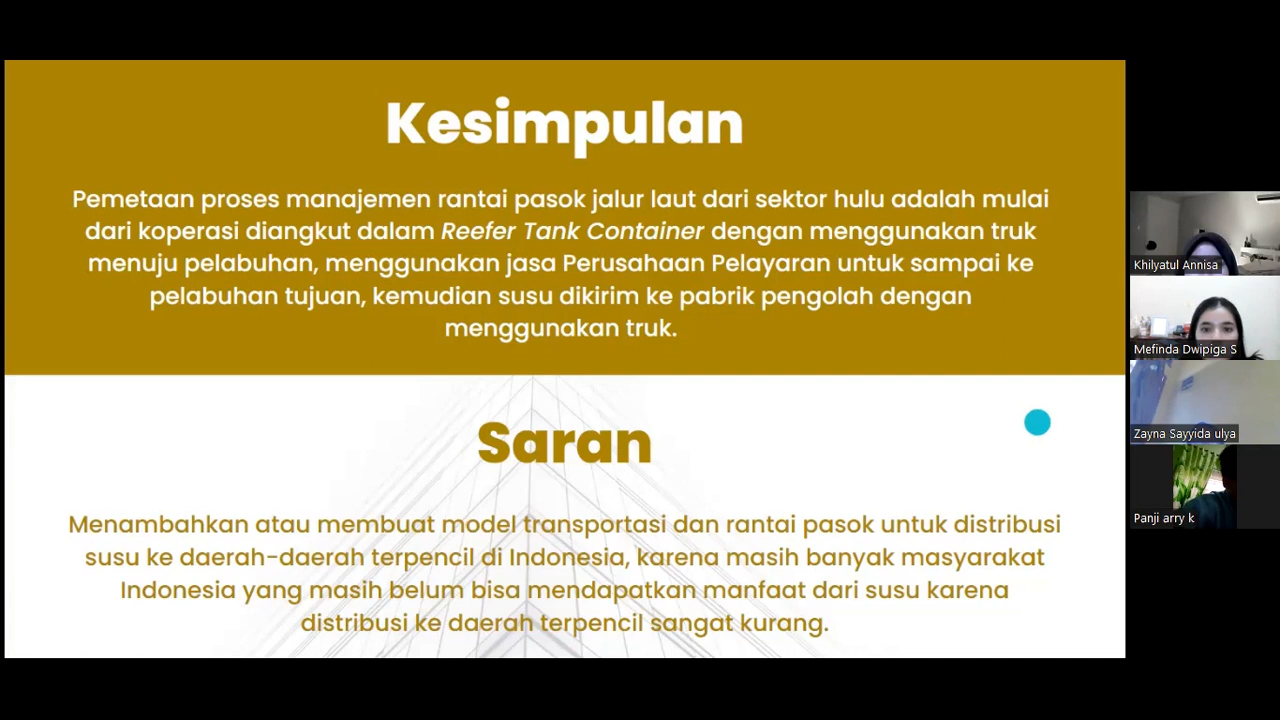 Kesimpulan
Pemetaan proses manajemen rantai pasok jalur laut dari sektor hulu adalah mulai
dari koperasi diangkut dalam Reefer Tank Container dengan menggunakan truk
menuju pelabuhan, menggunakan jasa Perusahaan Pelayaran untuk sampai ke
pelabuhan tujuan, kemudian susu dikirim ke pabrik pengolah dengan
menggunakan truk.
Saran
Menambahkan atau membuat model transportasi dan rantai pasok untuk distribusi
susu ke daerah-daerah terpencil di Indonesia, karena masih banyak masyarakat
Indonesia yang masih belum bisa mendapatkan manfaat dari susu karena
distribusi ke daerah terpencil sangat kurang.
Khilyatul Annisa
Mefinda Dwipiga S
Zayna Sayyida ulya
Panji arry k